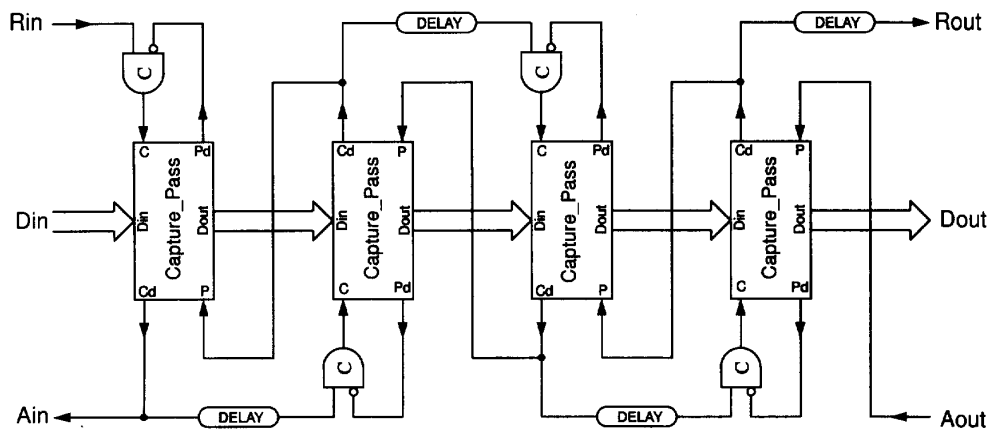 Rin
DELAY
DELAY
Rout
C
C
C
Pd
Cd
P
C
Pd
Cd
P
Din
Din
Capture_Pass
Dout
Din
Capture_Pass
Dout
Din
Capture_Pass
Dout
Din
Capture_Pass
Dout
Dout
Cd
P
C
Pd
Cd
P
C
Pd
C
C
Ain
DELAY
DELAY
Aout